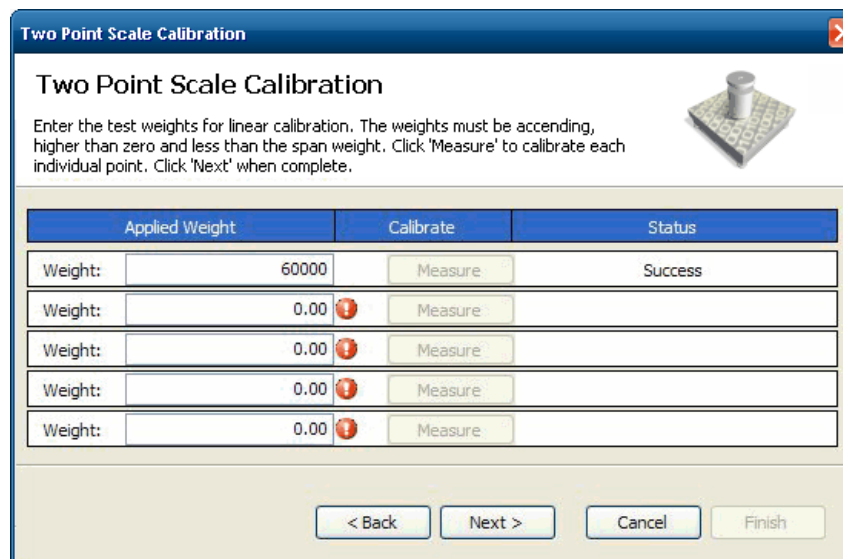 Two Point Scale Calibration
Two Point Scale Calibration
Enter the test weights for linear calibration. The weights must be accending,
higher than zero and less than the span weight. Click 'Measure' to calibrate each
individual point. Click 'Next' when complete.
Applied Weight Calibrate Status
Weight: 60000 Measure Success
Weight: 0.00 Measure
Weight: 0.00 Measure
Weight: 0.00 Measure
Weight: 0.00 Measure
< Back Next > Cancel Finish